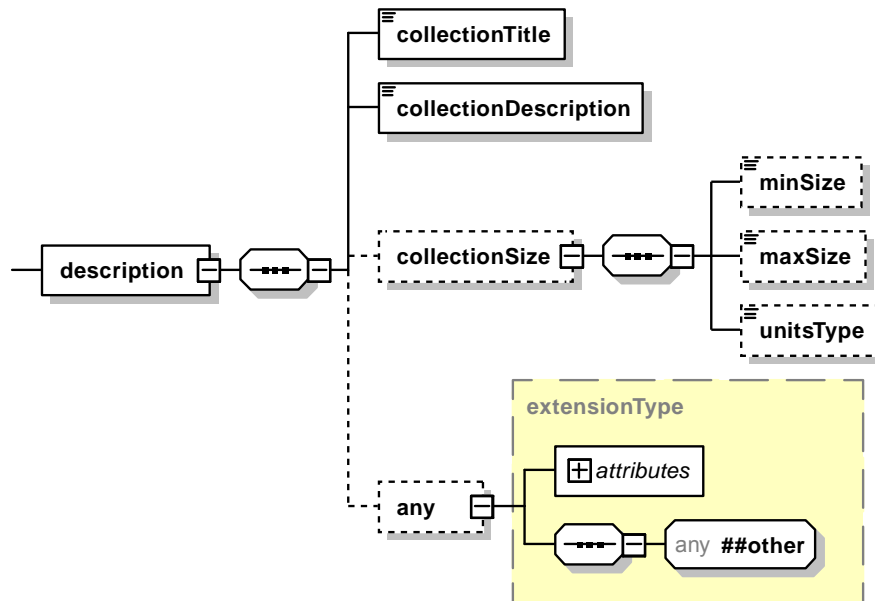 collectionTitle
collectionDescription
minSize
description
collectionSize
maxSize
unitsType
extensionType
attributes
any
any ##other